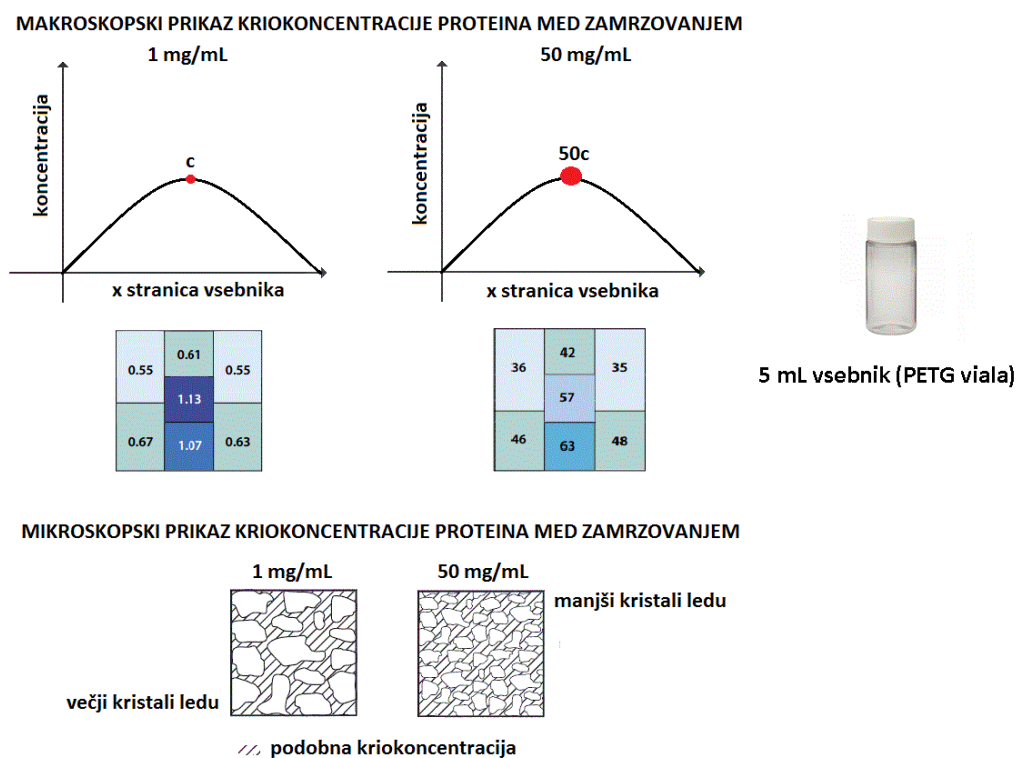 MAKROSKOPSKI PRIKAZ KRIOKONCENTRACIJE PROTEINA MED ZAMRZOVANJEM
1 mg/mL
50 mg/mL
koncentracija
c
x stranica vsebnika
koncentracija
50c
x stranica vsebnika
0.55
0.61
0.55
1.13
0.67
1.07
0.63
36
42
35
57
46
63
48
5 mL vsebnik (PETG viala)
MIKROSKOPSKI PRIKAZ KRIOKONCENTRACIJE PROTEINA MED ZAMRZOVANJEM
1 mg/mL
50 mg/mL
manjši kristali ledu
večji kristali ledu
podobna kriokoncentracija